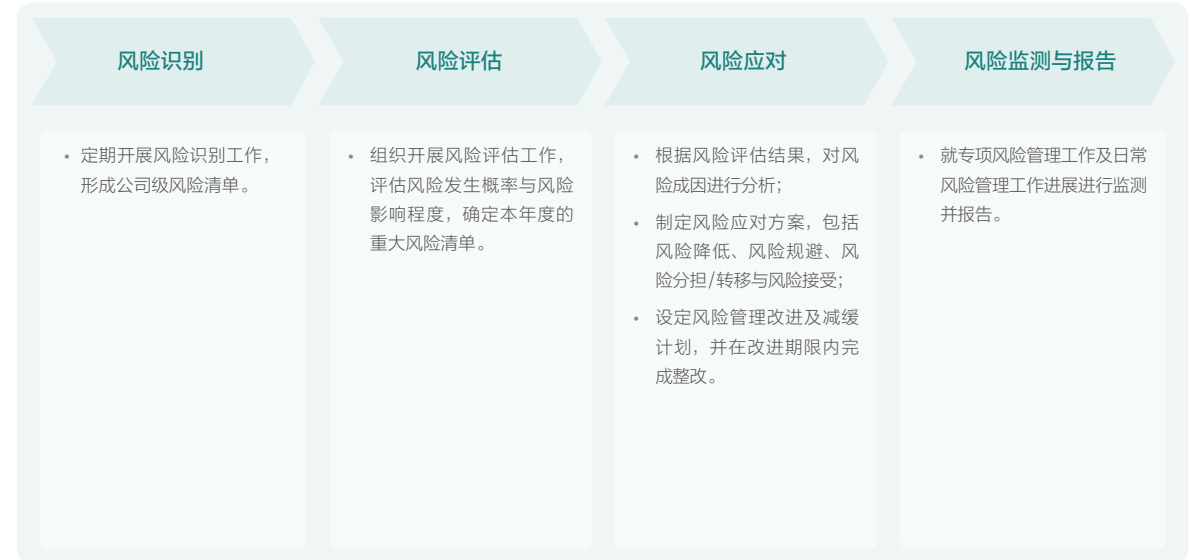 风险识别
• 定期开展风险识别工作，
形成公司级风险清单。
风险评估
• 组织开展风险评估工作，
评估风险发生概率与风险
影响程度，确定本年度的
重大风险清单。
风险应对
• 根据风险评估结果，对风
险成因进行分析；
• 制定风险应对方案，包括
风险降低、风险规避、风
险分担/转移与风险接受；
• 设定风险管理改进及减缓
计划，并在改进期限内完
成整改。
风险监测与报告
• 就专项风险管理工作及日常
风险管理工作进展进行监测
并报告。